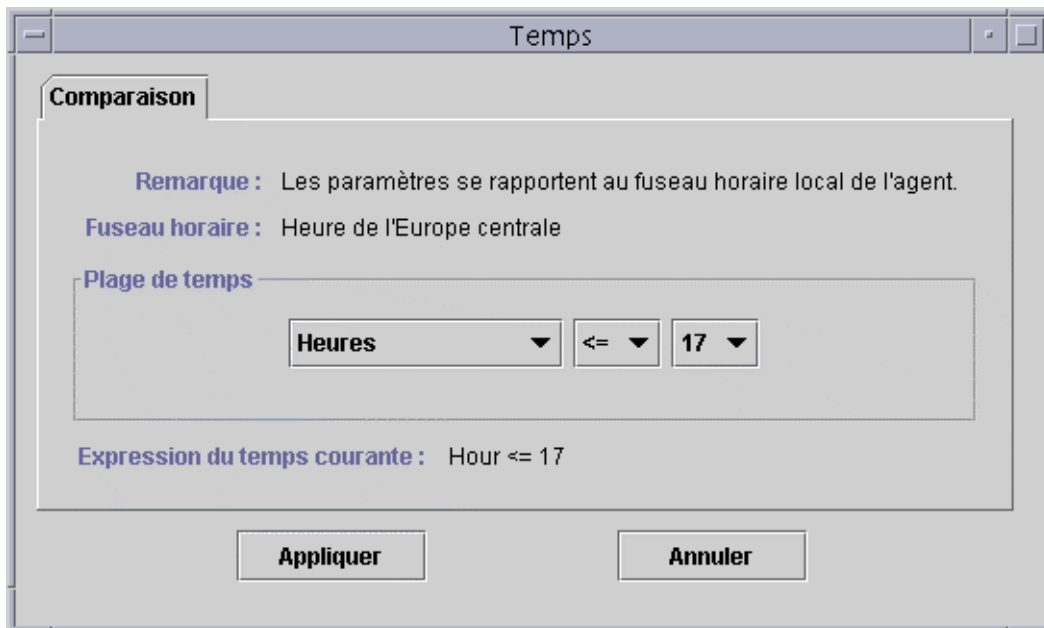 Temps
Comparaison
Remarque : Les paramètres se rapportent au fuseau horaire local de l'agent.
Fuseau horaire : Heure de l'Europe centrale
Plage de temps
Heures <= 17
Expression du temps courante : Hour <= 17
Appliquer Annuler